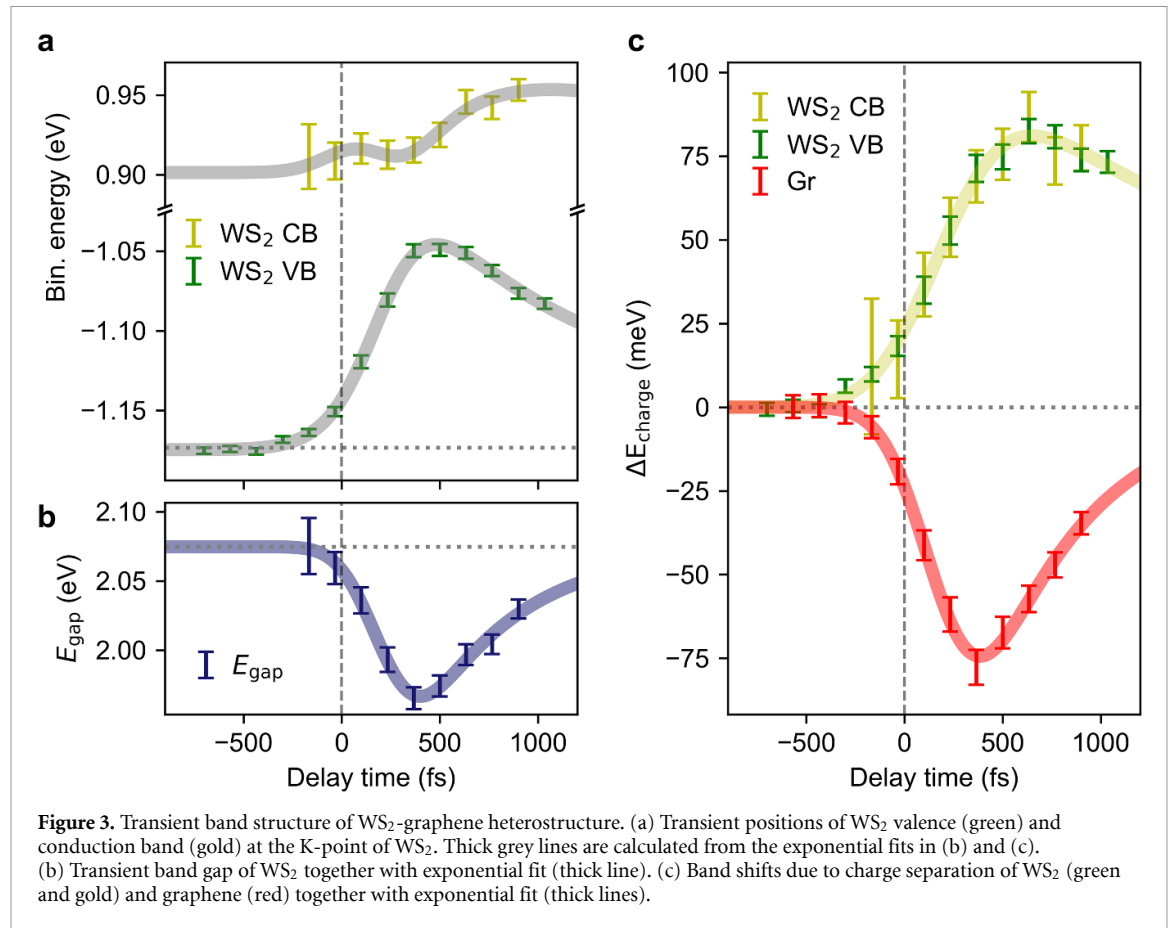 a
0.95
0.90
−1.05
−1.10
−1.15
Bin. energy (eV)
WS₂ CB
WS₂ VB
b
2.10
2.05
2.00
E_gap (eV)
E_gap
−500
0
500
1000
Delay time (fs)
c
100
75
50
25
0
−25
−50
−75
ΔE_charge (meV)
WS₂ CB
WS₂ VB
Gr
−500
0
500
1000
Delay time (fs)
Figure 3. Transient band structure of WS₂-graphene heterostructure. (a) Transient positions of WS₂ valence (green) and
conduction band (gold) at the K-point of WS₂. Thick grey lines are calculated from the exponential fits in (b) and (c).
(b) Transient band gap of WS₂ together with exponential fit (thick line). (c) Band shifts due to charge separation of WS₂ (green
and gold) and graphene (red) together with exponential fit (thick lines).